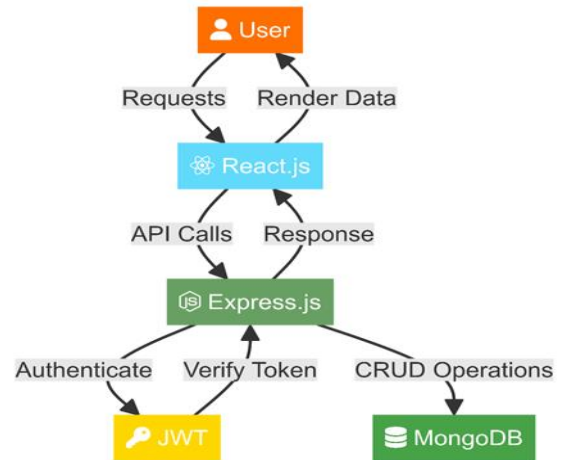 User
Requests
Render Data
React.js
API Calls
Response
Express.js
Authenticate
Verify Token
CRUD Operations
JWT
MongoDB